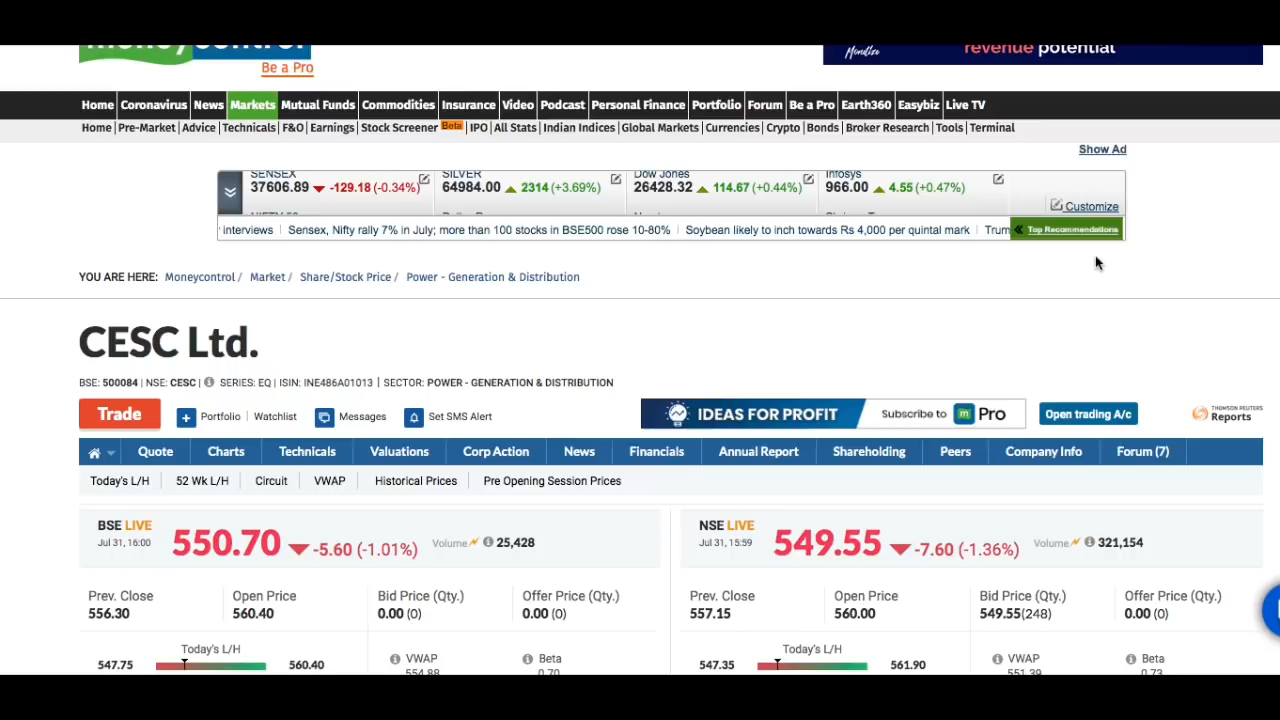 moneycontrol
Be a Pro
Mondize
revenue potential
Home Coronavirus News Markets Mutual Funds Commodities Insurance Video Podcast Personal Finance Portfolio Forum Be a Pro Earth360 Easybiz Live TV
Home Pre-Market Advice Technicals F&O Earnings Stock Screener Beta IPO All Stats Indian Indices Global Markets Currencies Crypto Bonds Broker Research Tools Terminal
Show Ad
SENSEX SILVER Dow Jones Infosys
37606.89 -129.18 (-0.34%) 64984.00 2314 (+3.69%) 26428.32 114.67 (+0.44%) 966.00 4.55 (+0.47%)
Customize
interviews Sensex, Nifty rally 7% in July; more than 100 stocks in BSE500 rose 10-80% Soybean likely to inch towards Rs 4,000 per quintal mark Trum Top Recommendations
YOU ARE HERE: Moneycontrol / Market / Share/Stock Price / Power - Generation & Distribution
CESC Ltd.
BSE: 500084 | NSE: CESC | SERIES: EQ | ISIN: INE486A01013 | SECTOR: POWER - GENERATION & DISTRIBUTION
Trade + Portfolio Watchlist Messages Set SMS Alert IDEAS FOR PROFIT Subscribe to m Pro Open trading A/c THOMSON REUTERS Reports
Quote Charts Technicals Valuations Corp Action News Financials Annual Report Shareholding Peers Company Info Forum (7)
Today's L/H 52 Wk L/H Circuit VWAP Historical Prices Pre Opening Session Prices
BSE LIVE
Jul 31, 16:00
550.70 -5.60 (-1.01%) Volume 25,428
NSE LIVE
Jul 31, 15:59
549.55 -7.60 (-1.36%) Volume 321,154
Prev. Close Open Price Bid Price (Qty.) Offer Price (Qty.)
556.30 560.40 0.00 (0) 0.00 (0)
Prev. Close Open Price Bid Price (Qty.) Offer Price (Qty.)
557.15 560.00 549.55(248) 0.00 (0)
Today's L/H
547.75 560.40
VWAP Beta
554.88 0.70
Today's L/H
547.35 561.90
VWAP Beta
551.39 0.73